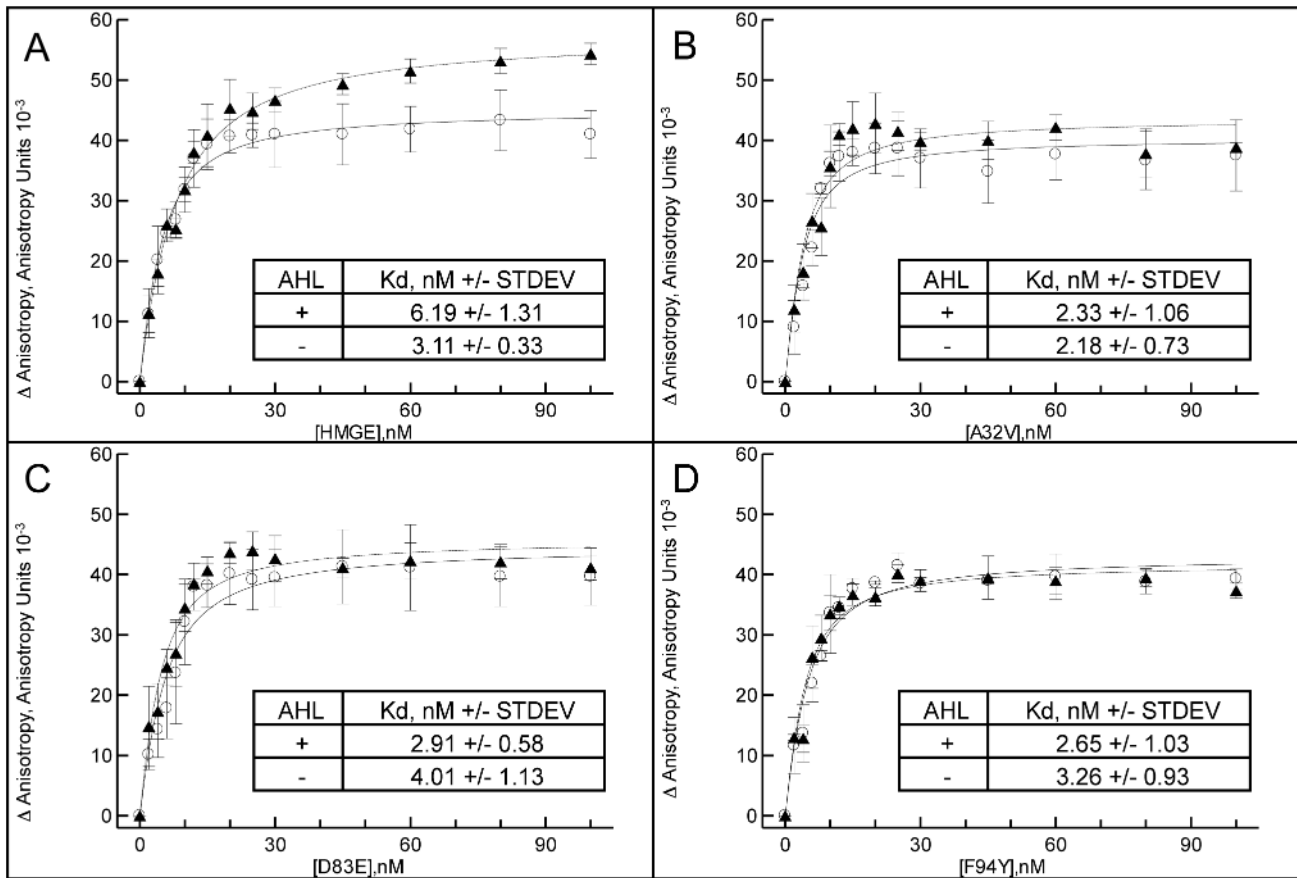 A
Δ Anisotropy, Anisotropy Units 10-3
60
50
40
30
20
10
0
AHL Kd, nM +/- STDEV
+ 6.19 +/- 1.31
- 3.11 +/- 0.33
0 30 60 90
[HMGE],nM
B
Δ Anisotropy, Anisotropy Units 10-3
60
50
40
30
20
10
0
AHL Kd, nM +/- STDEV
+ 2.33 +/- 1.06
- 2.18 +/- 0.73
0 30 60 90
[A32V],nM
C
Δ Anisotropy, Anisotropy Units 10-3
60
50
40
30
20
10
0
AHL Kd, nM +/- STDEV
+ 2.91 +/- 0.58
- 4.01 +/- 1.13
0 30 60 90
[D83E],nM
D
Δ Anisotropy, Anisotropy Units 10-3
60
50
40
30
20
10
0
AHL Kd, nM +/- STDEV
+ 2.65 +/- 1.03
- 3.26 +/- 0.93
0 30 60 90
[F94Y],nM